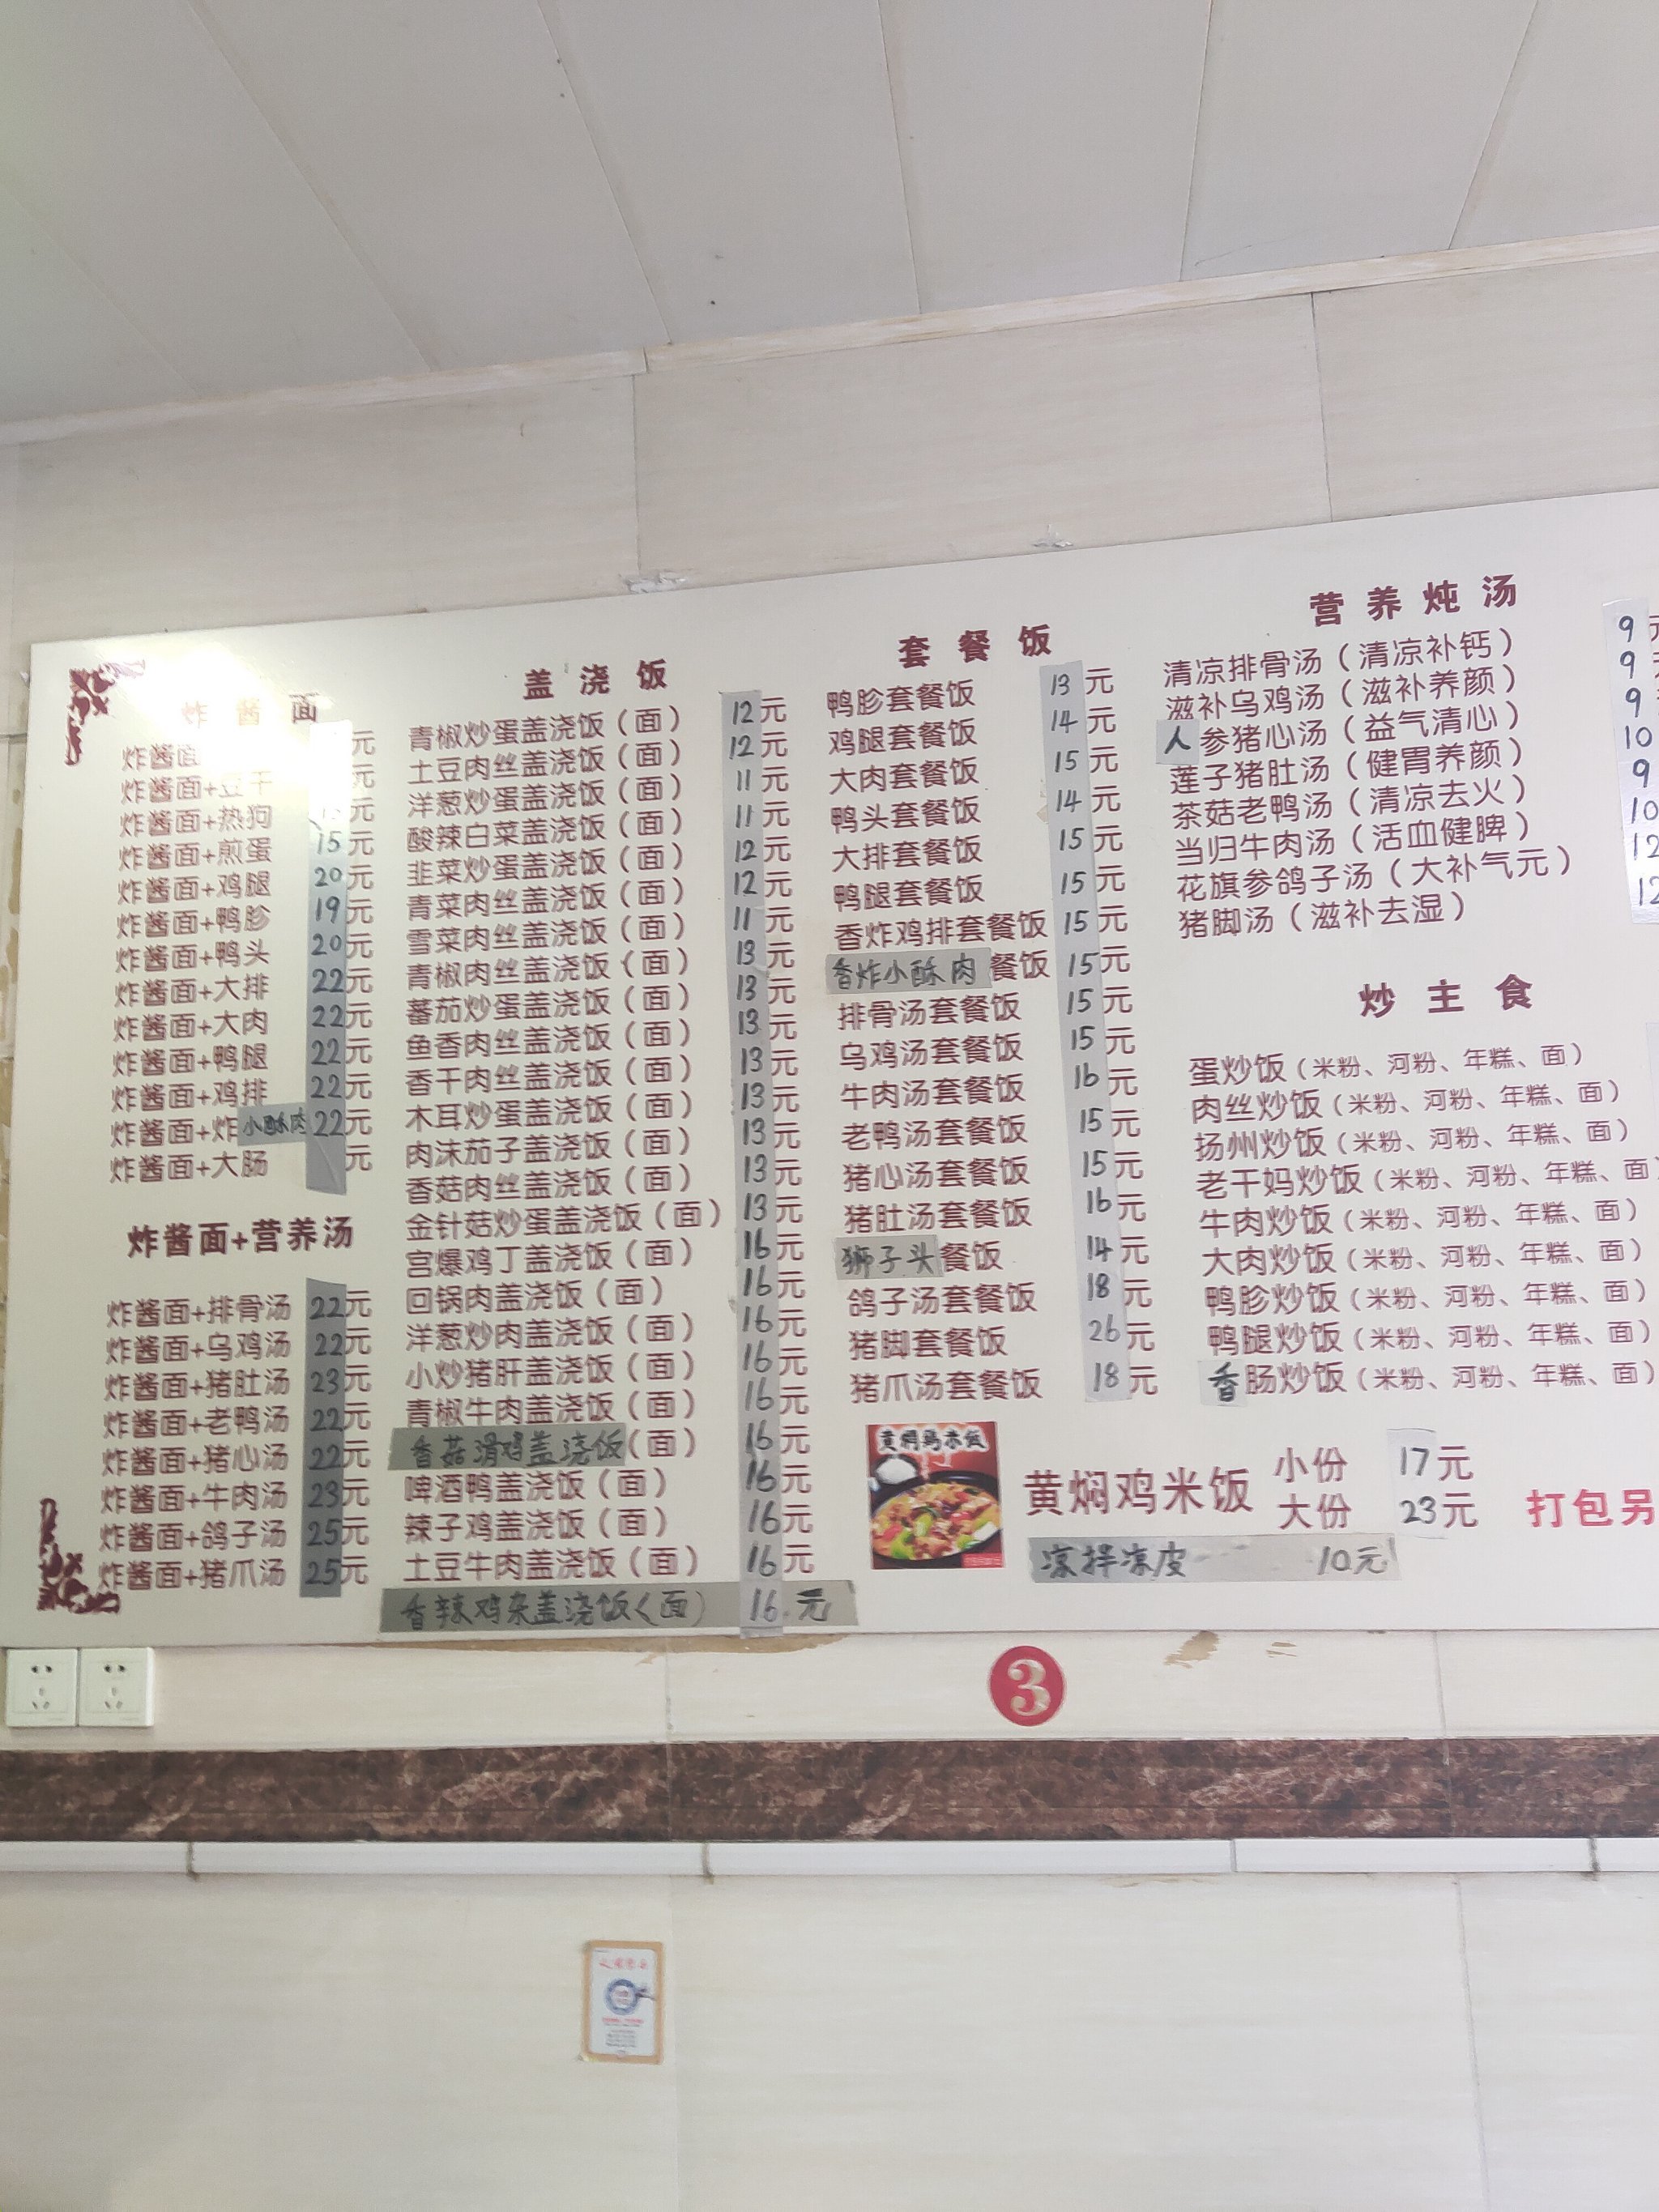 炸酱面
炸酱面 元
炸酱面+豆干 元
炸酱面+热狗 元
炸酱面+煎蛋 15元
炸酱面+鸡腿 20元
炸酱面+鸭胗 19元
炸酱面+鸭头 20元
炸酱面+大排 22元
炸酱面+大肉 22元
炸酱面+鸭腿 22元
炸酱面+鸡排 22元
炸酱面+炸小酥肉 22元
炸酱面+大肠 元
炸酱面+营养汤
炸酱面+排骨汤 22元
炸酱面+乌鸡汤 22元
炸酱面+猪肚汤 23元
炸酱面+老鸭汤 22元
炸酱面+猪心汤 22元
炸酱面+牛肉汤 23元
炸酱面+鸽子汤 25元
炸酱面+猪爪汤 25元
盖浇饭
青椒炒蛋盖浇饭(面) 12元
土豆肉丝盖浇饭(面) 12元
洋葱炒蛋盖浇饭(面) 11元
酸辣白菜盖浇饭(面) 11元
韭菜炒蛋盖浇饭(面) 12元
青菜肉丝盖浇饭(面) 12元
雪菜肉丝盖浇饭(面) 11元
青椒肉丝盖浇饭(面) 13元
蕃茄炒蛋盖浇饭(面) 13元
鱼香肉丝盖浇饭(面) 13元
香干肉丝盖浇饭(面) 13元
木耳炒蛋盖浇饭(面) 13元
肉沫茄子盖浇饭(面) 13元
香菇肉丝盖浇饭(面) 13元
金针菇炒蛋盖浇饭(面) 13元
宫爆鸡丁盖浇饭(面) 16元
回锅肉盖浇饭(面) 16元
洋葱炒肉盖浇饭(面) 16元
小炒猪肝盖浇饭(面) 16元
青椒牛肉盖浇饭(面) 16元
香菇滑鸡盖浇饭(面) 16元
啤酒鸭盖浇饭(面) 16元
辣子鸡盖浇饭(面) 16元
土豆牛肉盖浇饭(面) 16元
香辣鸡杂盖浇饭(面) 16.元
套餐饭
鸭胗套餐饭 13元
鸡腿套餐饭 14元
大肉套餐饭 15元
鸭头套餐饭 14元
大排套餐饭 15元
鸭腿套餐饭 15元
香炸鸡排套餐饭 15元
香炸小酥肉餐饭 15元
排骨汤套餐饭 15元
乌鸡汤套餐饭 15元
牛肉汤套餐饭 16元
老鸭汤套餐饭 15元
猪心汤套餐饭 15元
猪肚汤套餐饭 16元
狮子头餐饭 14元
鸽子汤套餐饭 18元
猪脚套餐饭 26元
猪爪汤套餐饭 18元
营养炖汤
清凉排骨汤(清凉补钙) 9元
滋补乌鸡汤(滋补养颜) 9
人参猪心汤(益气清心) 9
莲子猪肚汤(健胃养颜) 10
茶菇老鸭汤(清凉去火) 9
当归牛肉汤(活血健脾) 10
花旗参鸽子汤(大补气元) 12
猪脚汤(滋补去湿) 12
炒主食
蛋炒饭(米粉、河粉、年糕、面)
肉丝炒饭(米粉、河粉、年糕、面)
扬州炒饭(米粉、河粉、年糕、面)
老干妈炒饭(米粉、河粉、年糕、面)
牛肉炒饭(米粉、河粉、年糕、面)
大肉炒饭(米粉、河粉、年糕、面)
鸭胗炒饭(米粉、河粉、年糕、面)
鸭腿炒饭(米粉、河粉、年糕、面)
香肠炒饭(米粉、河粉、年糕、面)
黄焖鸡米饭
黄焖鸡米饭 小份 17元
大份 23元
打包另
凉拌凉皮 10元
3